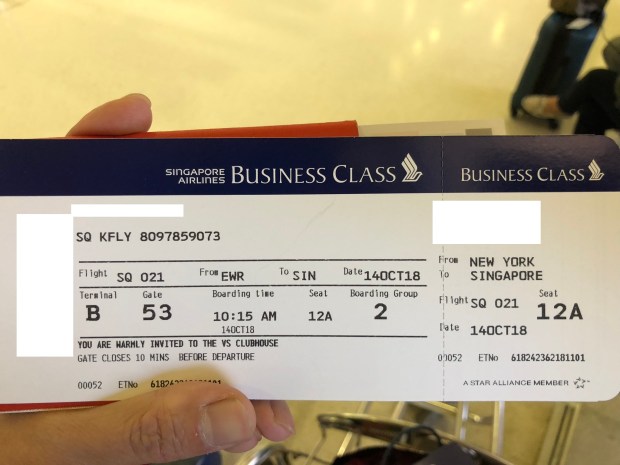 SINGAPORE AIRLINES BUSINESS CLASS
SQ KFLY 8097859073
Flight SQ 021 From EWR To SIN Date 14OCT18
Terminal Gate Boarding time Seat Boarding Group
B 53 10:15 AM 12A 2
14OCT18
YOU ARE WARMLY INVITED TO THE VS CLUBHOUSE
GATE CLOSES 10 MINS BEFORE DEPARTURE
00052 ETNo
BUSINESS CLASS
From NEW YORK
To SINGAPORE
Flight SQ 021 Seat 12A
Date 14OCT18
00052 ETNo 618242362181101
A STAR ALLIANCE MEMBER